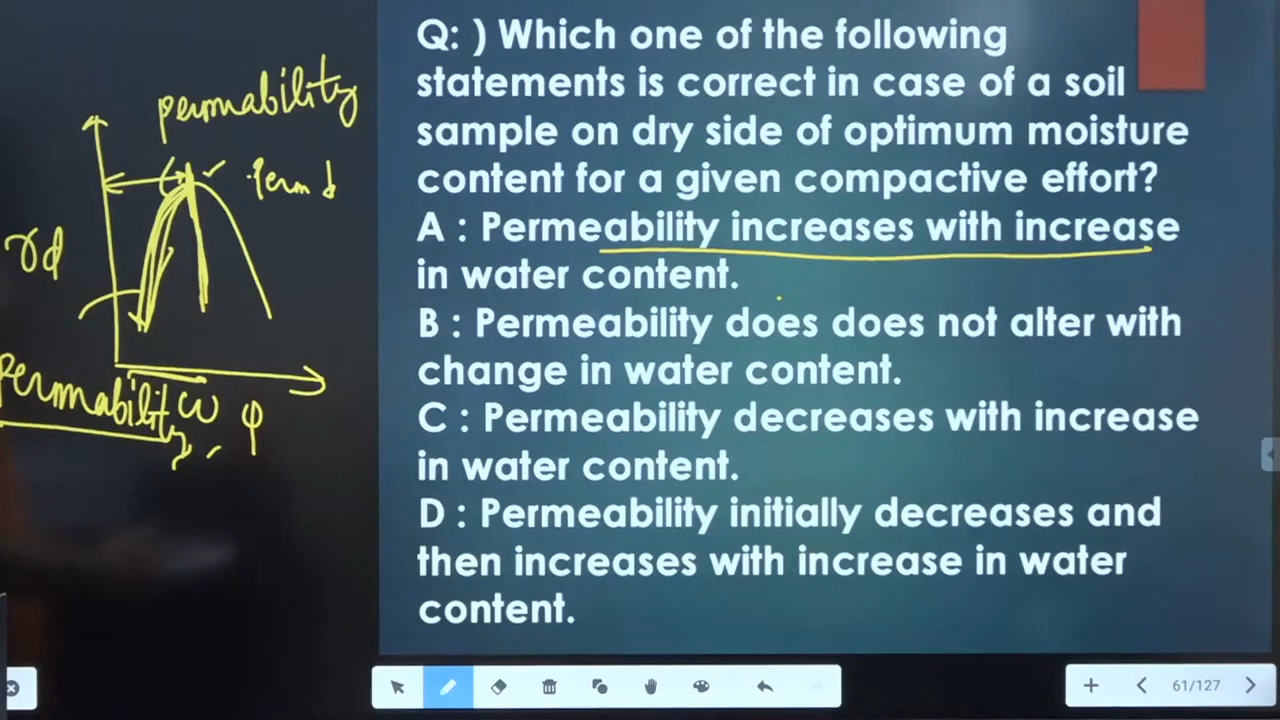 Q: ) Which one of the following
statements is correct in case of a soil
sample on dry side of optimum moisture
content for a given compactive effort?
A : Permeability increases with increase
in water content.
B : Permeability does does not alter with
change in water content.
C : Permeability decreases with increase
in water content.
D : Permeability initially decreases and
then increases with increase in water
content.
permability
perm ↓
γd
permability
ω
61/127